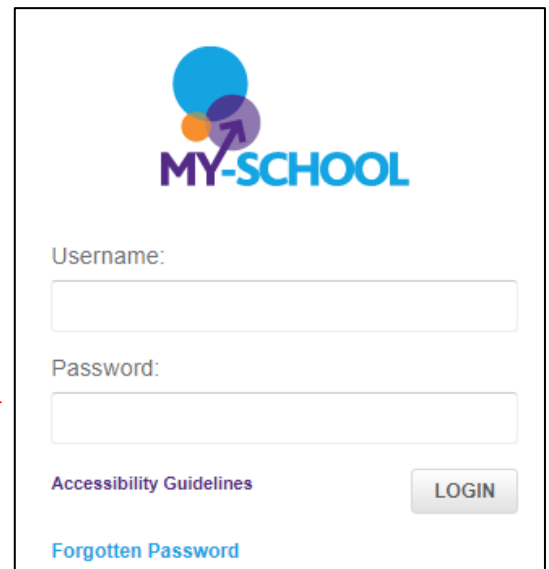 MY-SCHOOL
Username:
Password:
Accessibility Guidelines
LOGIN
Forgotten Password